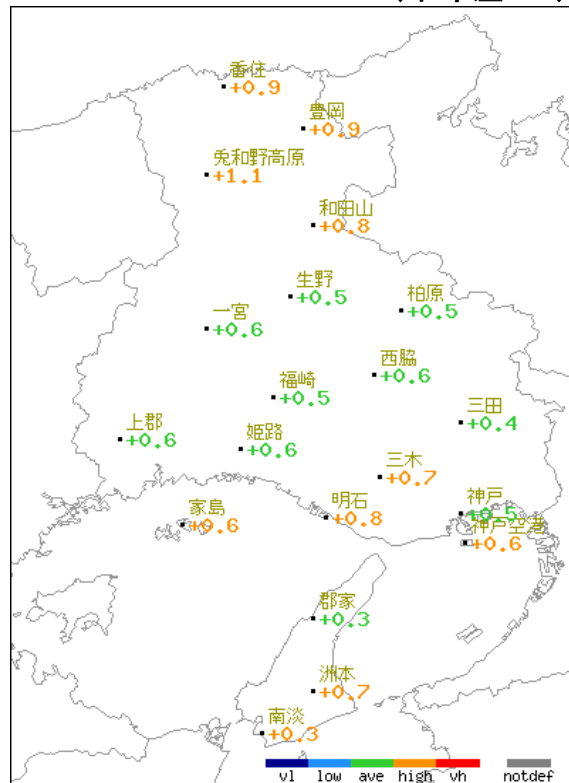 香住
+0.9
豊岡
+0.9
兎和野高原
+1.1
和田山
+0.8
生野
+0.5
柏原
+0.5
一宮
+0.6
西脇
+0.6
福崎
+0.5
三田
+0.4
上郡
+0.6
姫路
+0.6
三木
+0.7
家島
+0.6
明石
+0.8
神戸
+0.5
神戸空港
+0.6
郡家
+0.3
洲本
+0.7
南淡
+0.3
vl low ave high vh notdef